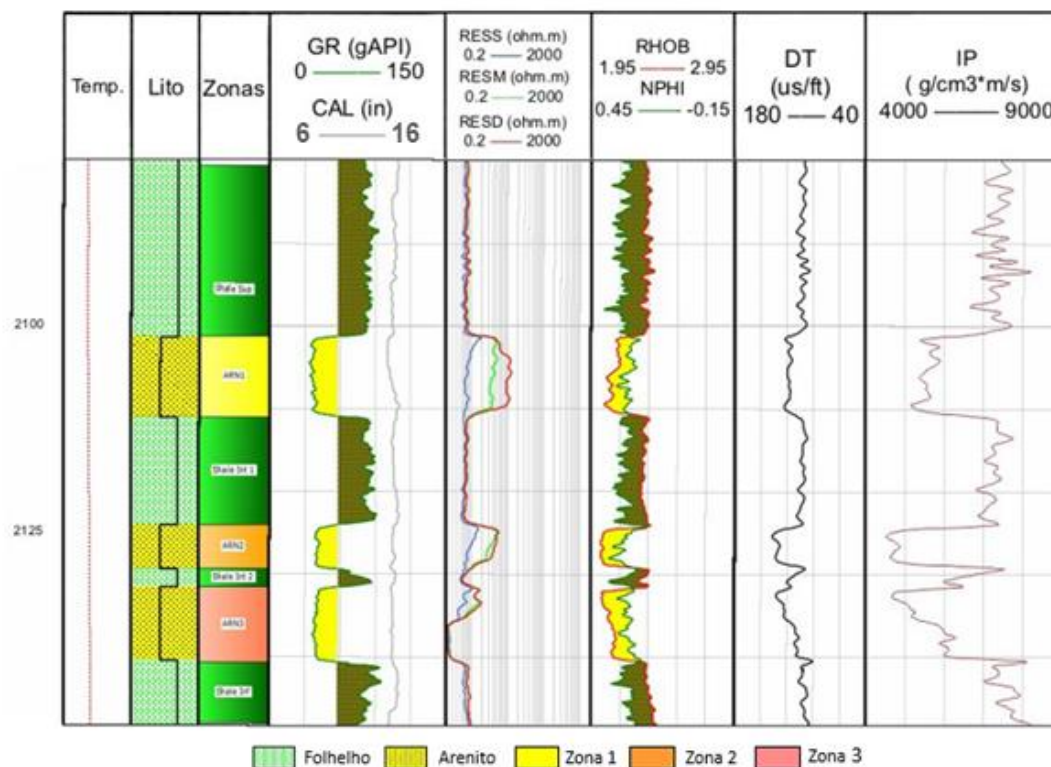 Temp.
Lito
Zonas
GR (gAPI)
0 150
CAL (in)
6 16
RESS (ohm.m)
0.2 2000
RESM (ohm.m)
0.2 2000
RESD (ohm.m)
0.2 2000
RHOB
1.95 2.95
NPHI
0.45 -0.15
DT
(us/ft)
180 40
IP
( g/cm3*m/s)
4000 9000
2100
ARN1
Shale Int 1
2125
ARN2
Shale Int 2
ARN3
Shale Inf
Folhelho
Arenito
Zona 1
Zona 2
Zona 3